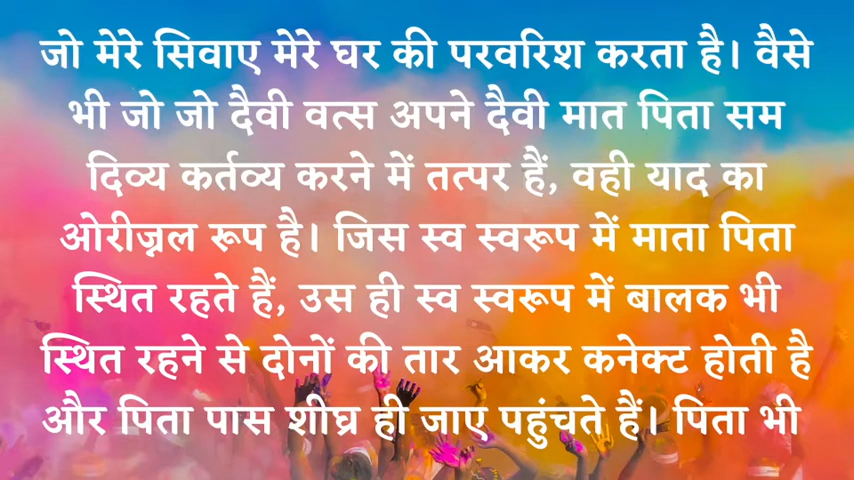 जो मेरे सिवाए मेरे घर की परवरिश करता है। वैसे
भी जो जो दैवी वत्स अपने दैवी मात पिता सम
दिव्य कर्तव्य करने में तत्पर हैं, वही याद का
ओरीज़नल रूप है। जिस स्व स्वरूप में माता पिता
स्थित रहते हैं, उस ही स्व स्वरूप में बालक भी
स्थित रहने से दोनों की तार आकर कनेक्ट होती है
और पिता पास शीघ्र ही जाए पहुंचते हैं। पिता भी